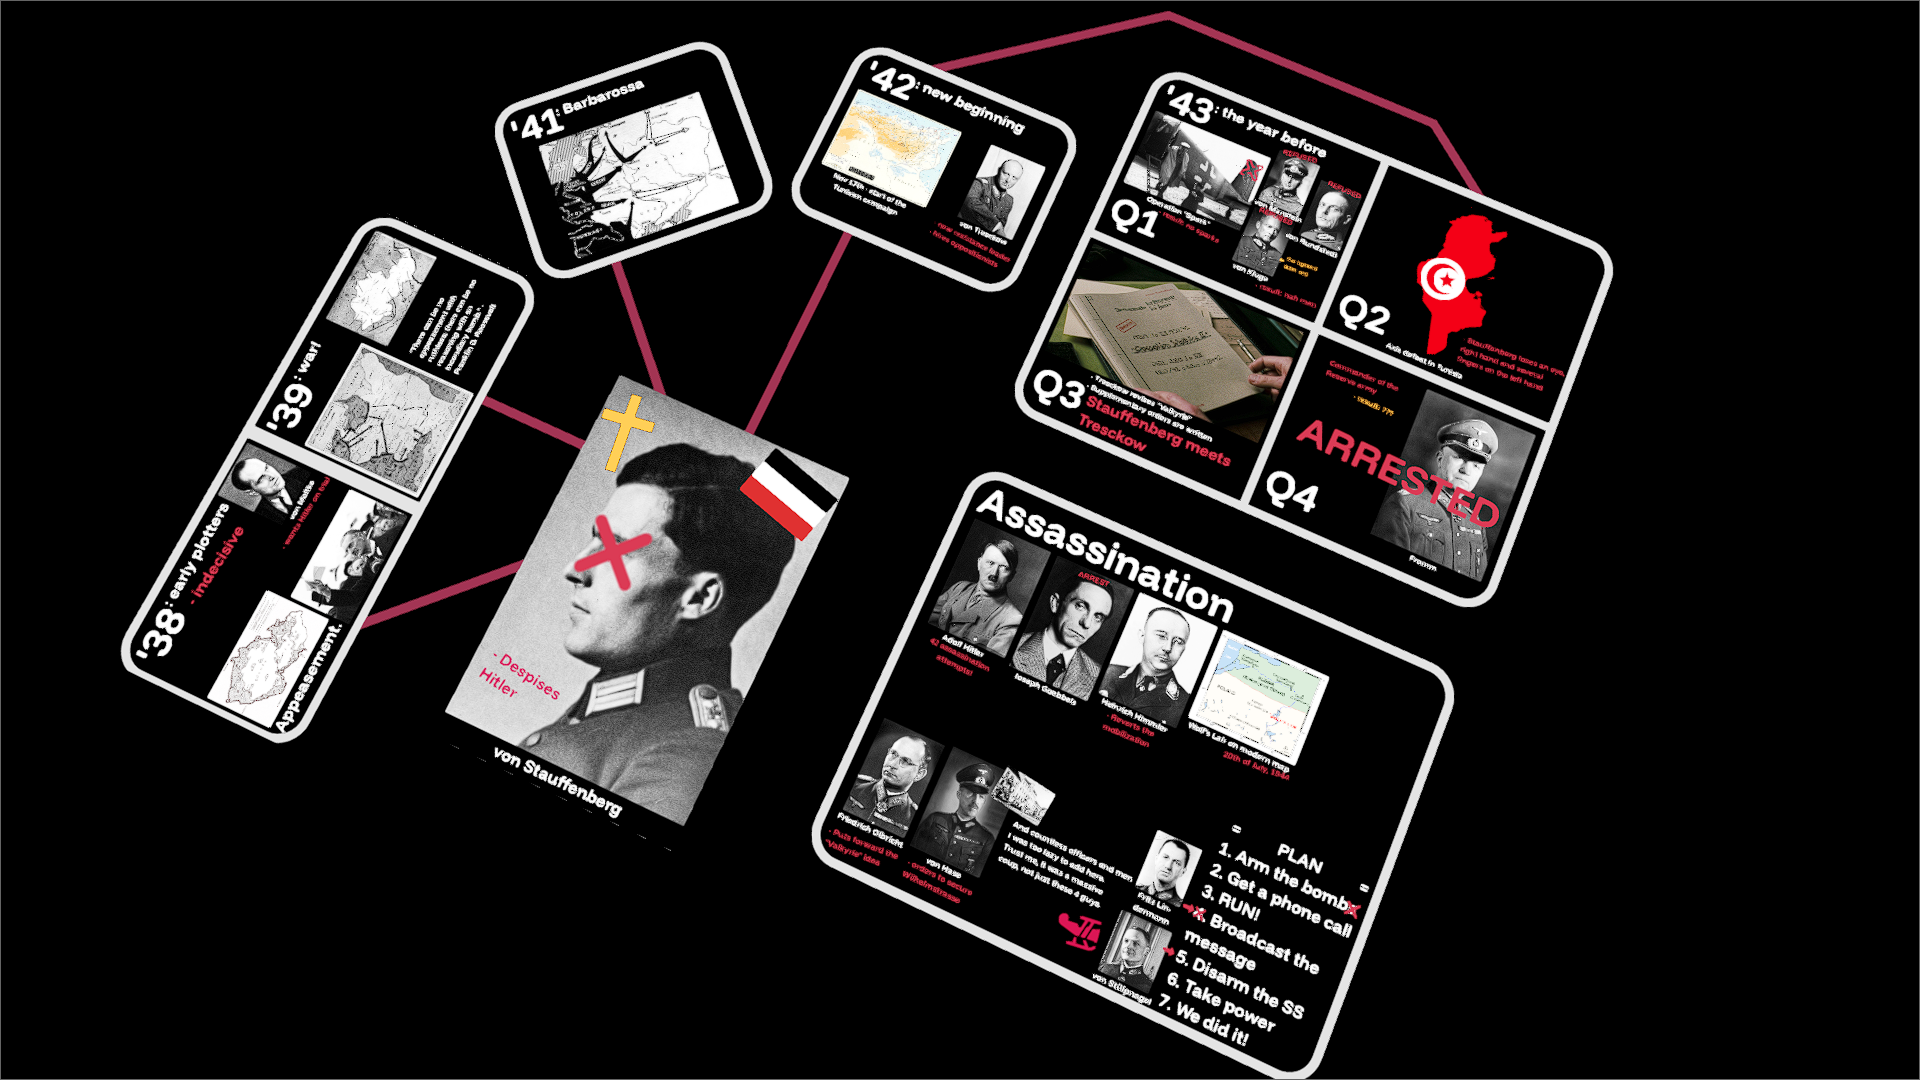 '38: early plotters
- indecisive
von Moltke
- wants Hitler on trial
Appeasement.
'39: war!
"There can be no
appeasement with
ruthless. There can be no
reasoning with an
incendiary bomb." -
Franklin D. Roosevelt
'41: Barbarossa
'42: new beginning
Nov 17th - start of the
Tunisian campaign
von Tresckow
- new resistance leader
- hires oppositionists
'43: the year before
Q1
Operation "Spark"
- result: no sparks
REFUSED
von Manstein
REFUSED
von Rundstedt
REFUSED
von Kluge
- result: nah man
Q2
Axis defeat in Tunisia
Stauffenberg loses an eye,
right hand and several
fingers on the left hand
Q3
- Tresckow revises "Valkyrie"
- Supplementary orders are written
Stauffenberg meets
Tresckow
Q4
Commander of the
Reserve army
- result: ???
ARRESTED
Fromm
- Despises
Hitler
von Stauffenberg
Assassination
Adolf Hitler
42 assassination
attempts!
ARREST
Joseph Goebbels
Heinrich Himmler
- Reverts the
mobilization
Wolf's Lair on modern map
20th of July, 1944
Friedrich Olbricht
- Puts forward the
"Valkyrie" idea
von Hase
- orders to secure
Wilhelmstrasse
And countless officers and men
I was too lazy to add here.
Trust me, it was a massive
coup, not just these 4 guys
Fritz Lin-
demann
von Stülpnagel
PLAN
1. Arm the bombs
2. Get a phone call
3. RUN!
4. Broadcast the
message
5. Disarm the SS
6. Take power
7. We did it!